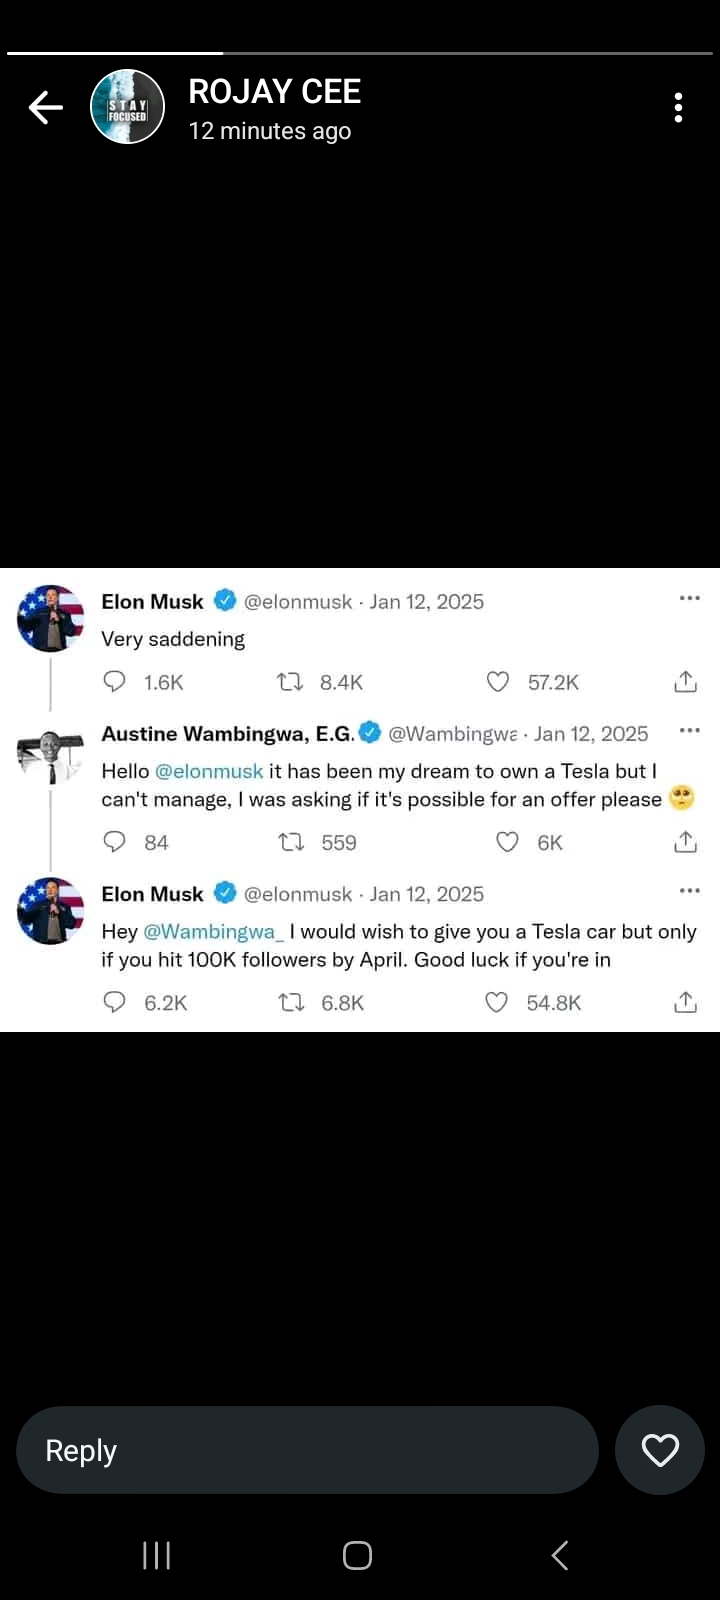 ROJAY CEE
12 minutes ago
STAY
FOCUSED
Elon Musk @elonmusk · Jan 12, 2025
Very saddening
1.6K 8.4K 57.2K
Austine Wambingwa, E.G. @Wambingwa · Jan 12, 2025
Hello @elonmusk it has been my dream to own a Tesla but I
can't manage, I was asking if it's possible for an offer please 🥺
84 559 6K
Elon Musk @elonmusk · Jan 12, 2025
Hey @Wambingwa_ I would wish to give you a Tesla car but only
if you hit 100K followers by April. Good luck if you're in
6.2K 6.8K 54.8K
Reply